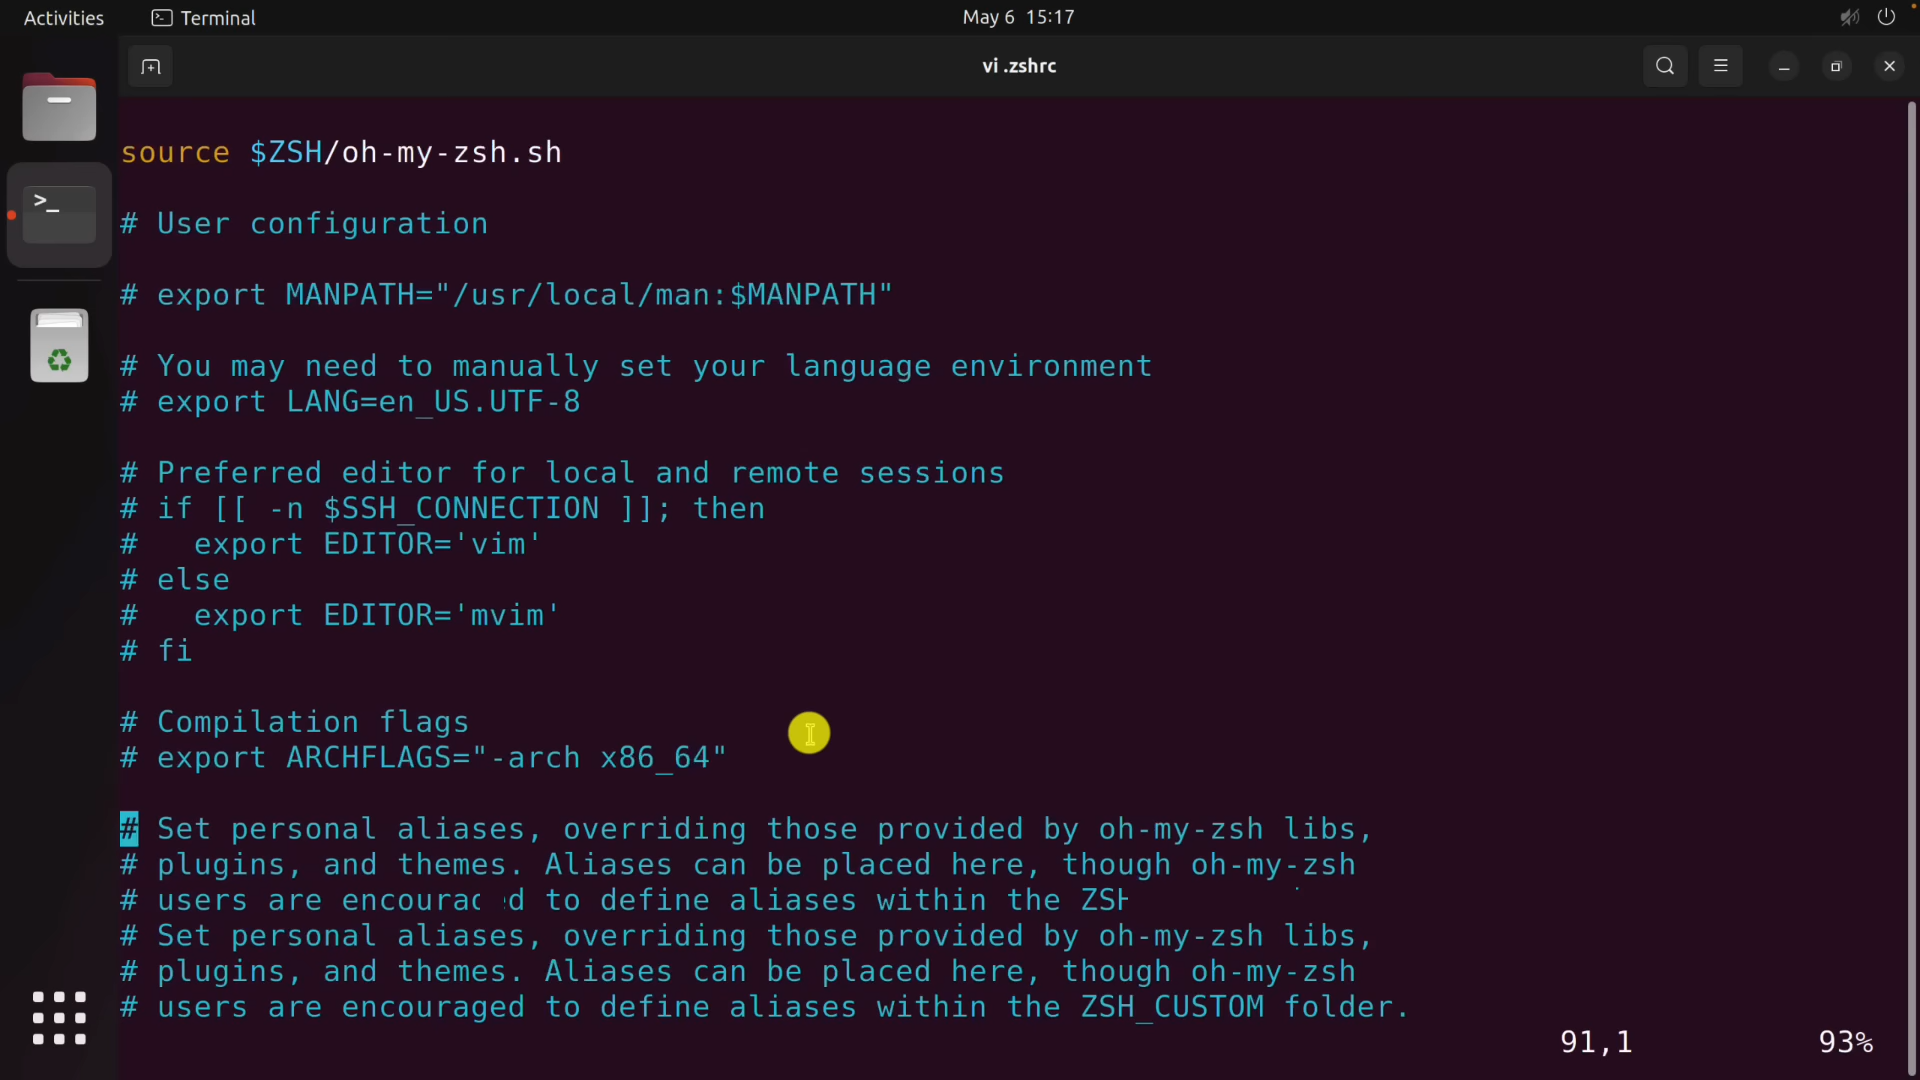 Activities
Terminal
May 6 15:17
vi .zshrc
>_
source $ZSH/oh-my-zsh.sh
# User configuration
# export MANPATH="/usr/local/man:$MANPATH"
# You may need to manually set your language environment
# export LANG=en_US.UTF-8
# Preferred editor for local and remote sessions
# if [[ -n $SSH_CONNECTION ]]; then
#   export EDITOR='vim'
# else
#   export EDITOR='mvim'
# fi
# Compilation flags
# export ARCHFLAGS="-arch x86_64"
# Set personal aliases, overriding those provided by oh-my-zsh libs,
# plugins, and themes. Aliases can be placed here, though oh-my-zsh
# users are to define aliases within the
# Set personal aliases, overriding those provided by oh-my-zsh libs,
# plugins, and themes. Aliases can be placed here, though oh-my-zsh
# users are encouraged to define aliases within the ZSH_CUSTOM folder.
91,1 93%